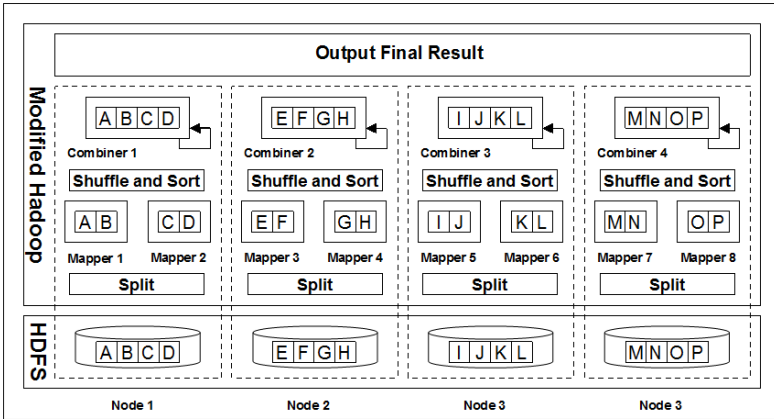 Output Final Result
Modified Hadoop
A B C D
E F G H
I J K L
M N O P
Combiner 1
Combiner 2
Combiner 3
Combiner 4
Shuffle and Sort
Shuffle and Sort
Shuffle and Sort
Shuffle and Sort
A B
C D
E F
G H
I J
K L
M N
O P
Mapper 1
Mapper 2
Mapper 3
Mapper 4
Mapper 5
Mapper 6
Mapper 7
Mapper 8
Split
Split
Split
Split
HDFS
A B C D
E F G H
I J K L
M N O P
Node 1
Node 2
Node 3
Node 3